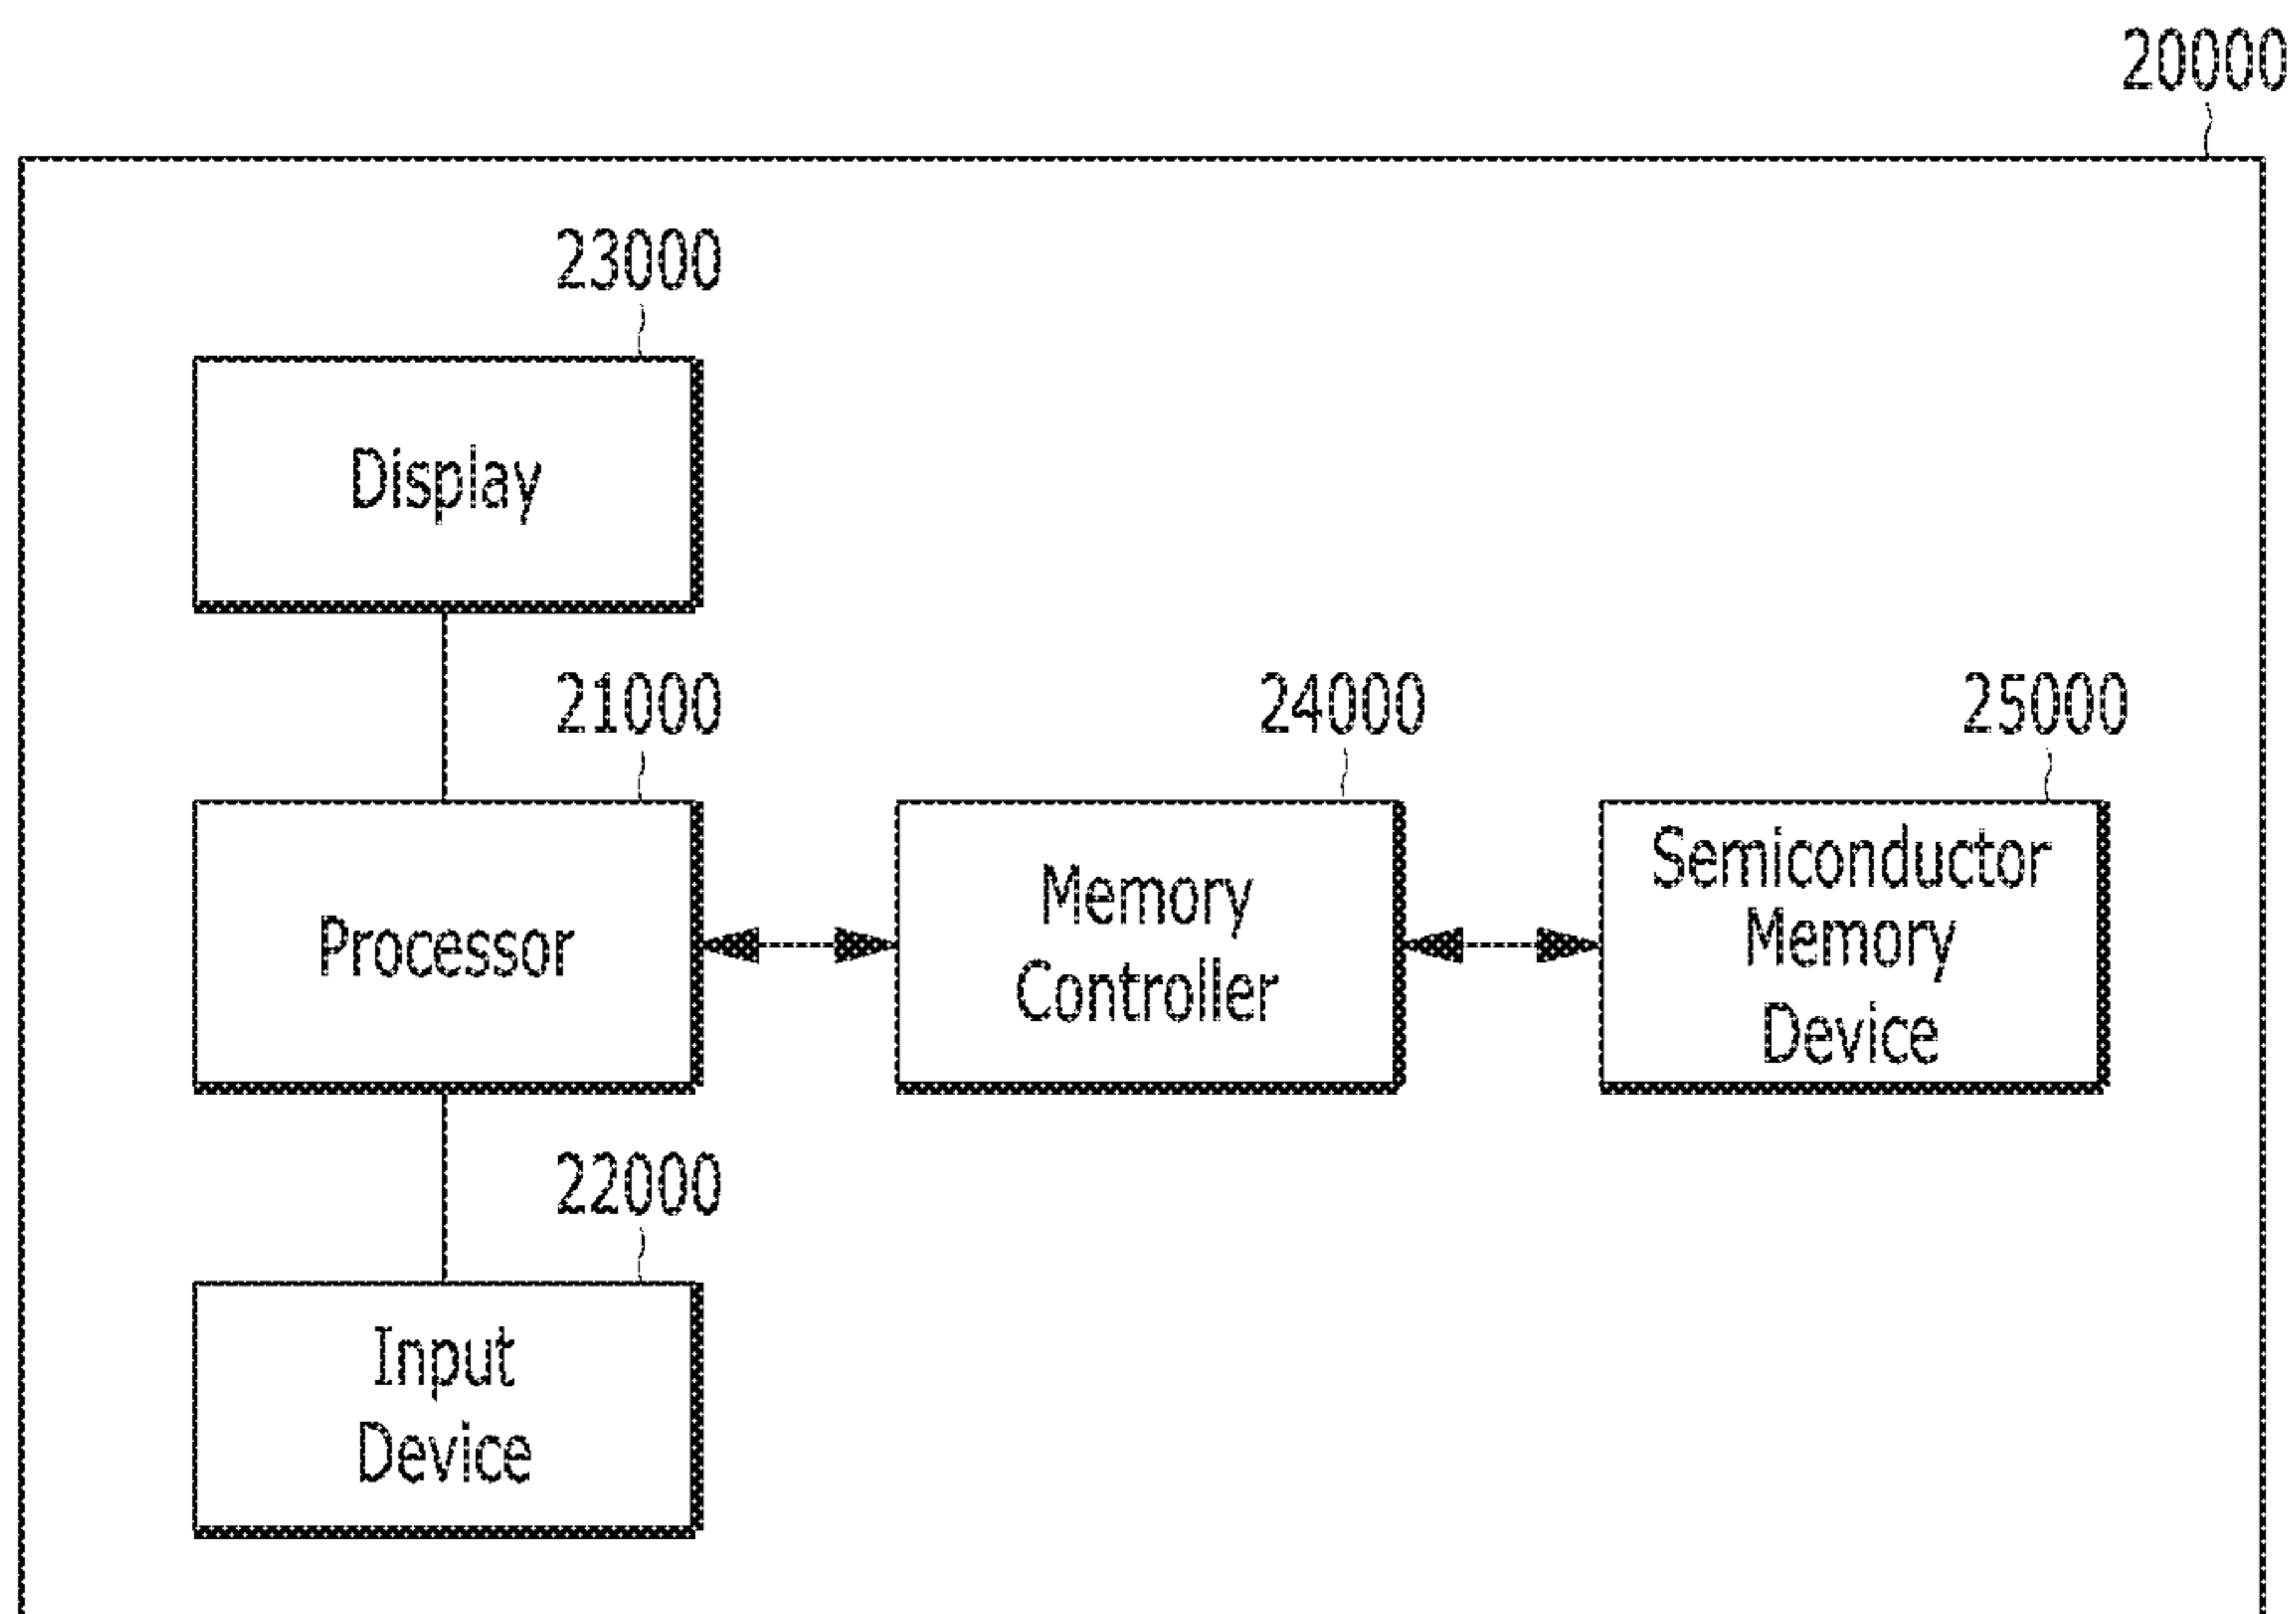 20000
23000
Display
21000
Processor
24000
Memory
Controller
25000
Semiconductor
Memory
Device
22000
Input
Device